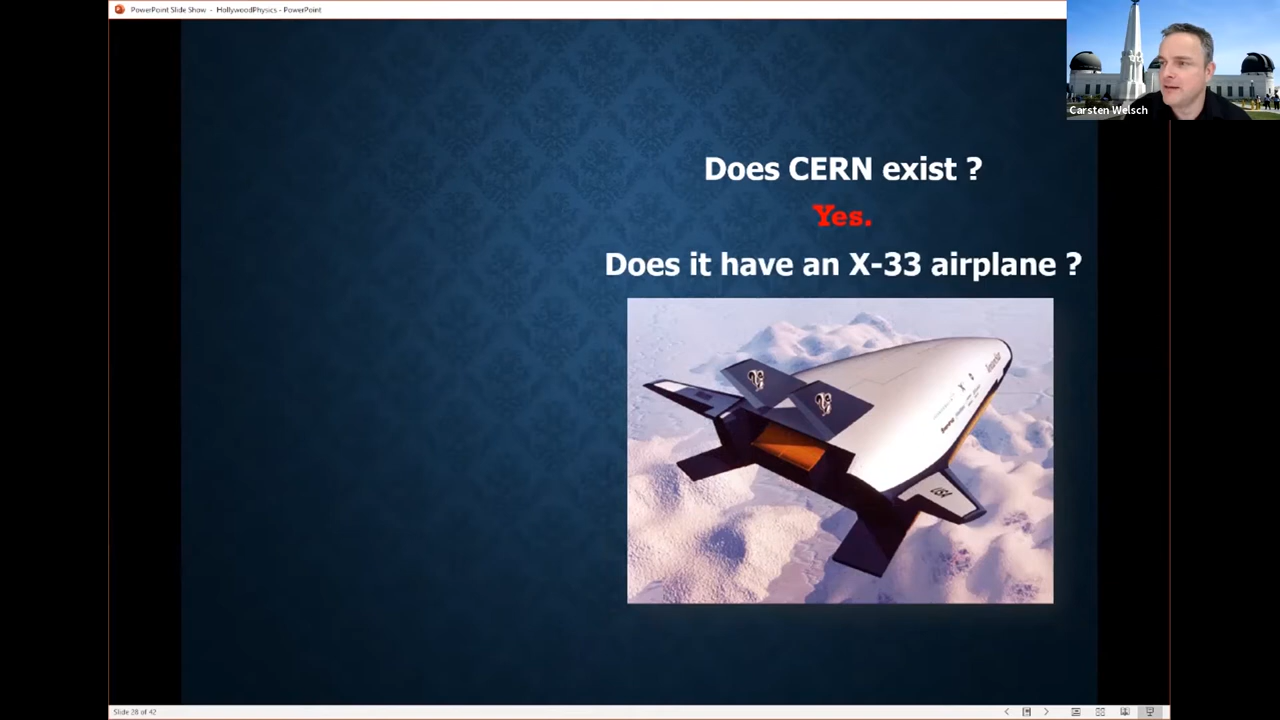 PowerPoint Slide Show - HollywoodPhysics - PowerPoint
Carsten Welsch
Does CERN exist ?
Yes.
Does it have an X-33 airplane ?
USA
Slide 28 of 42